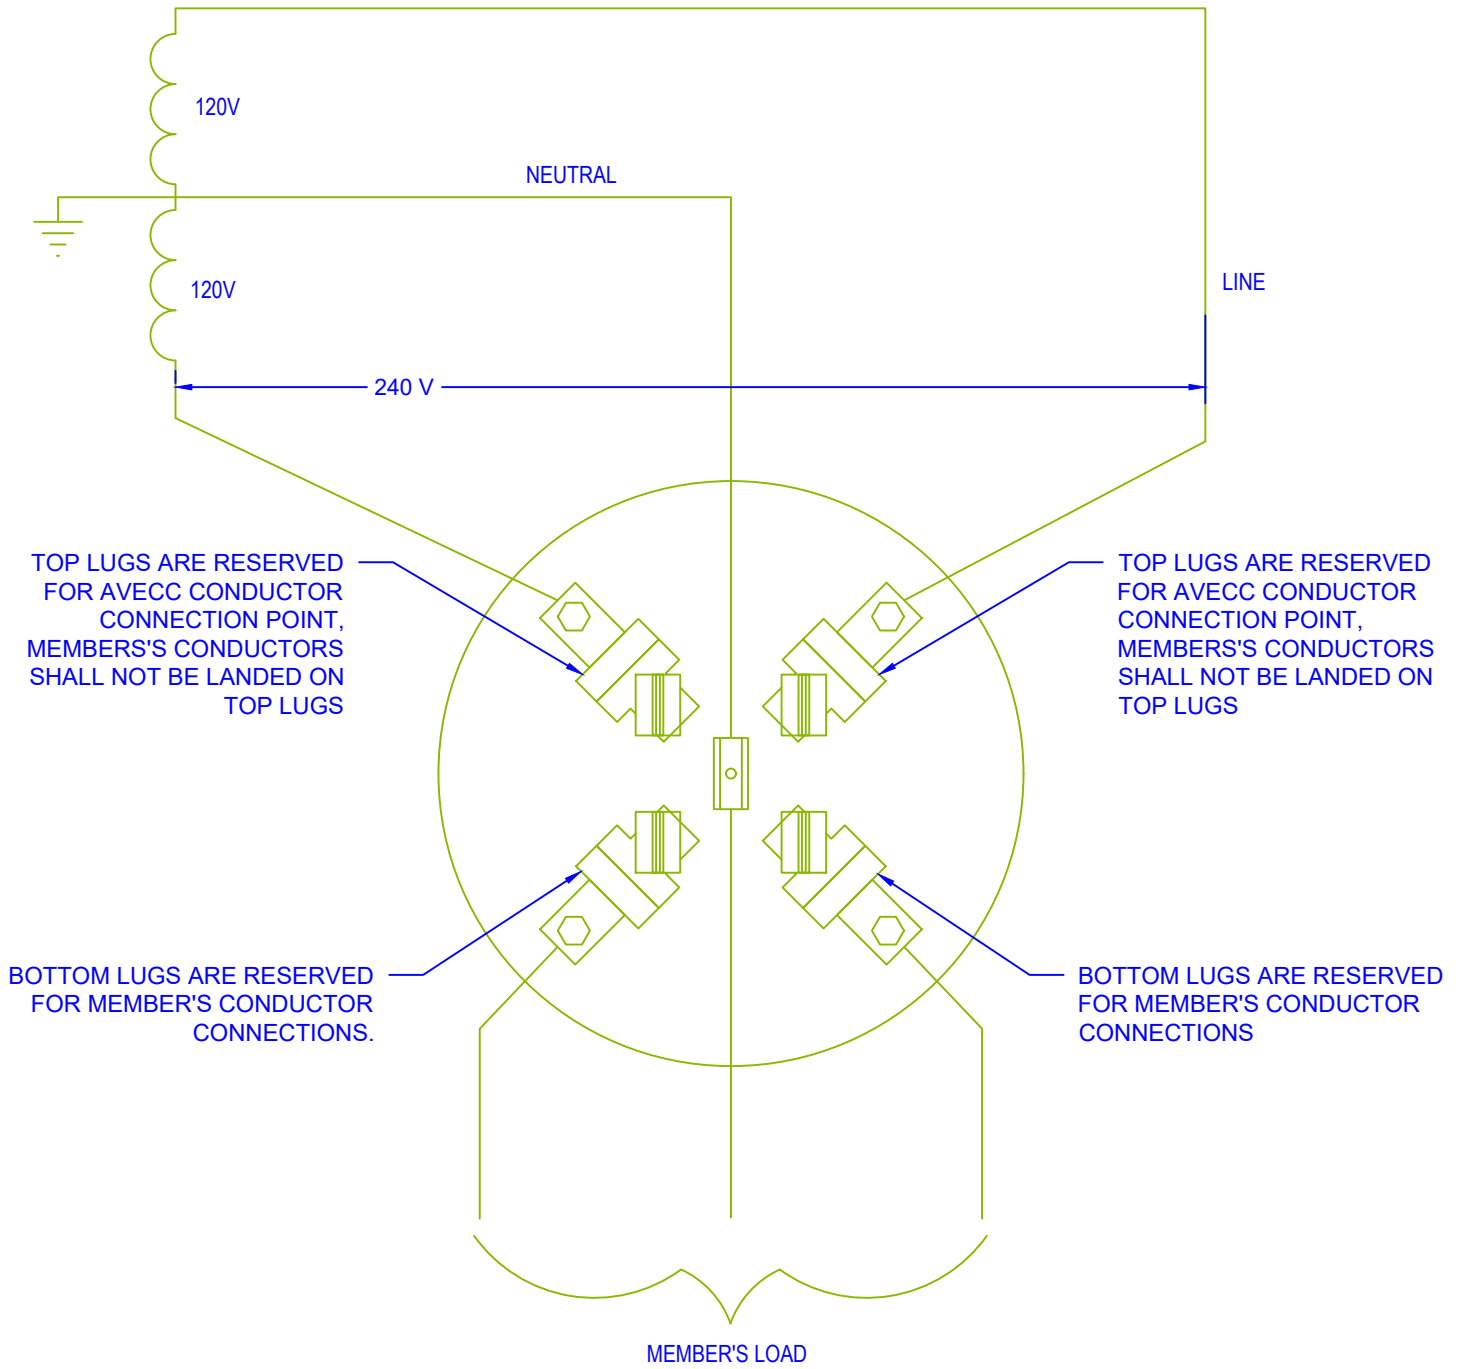 120V
NEUTRAL
120V
LINE
240 V
TOP LUGS ARE RESERVED
FOR AVECC CONDUCTOR
CONNECTION POINT,
MEMBERS'S CONDUCTORS
SHALL NOT BE LANDED ON
TOP LUGS
TOP LUGS ARE RESERVED
FOR AVECC CONDUCTOR
CONNECTION POINT,
MEMBERS'S CONDUCTORS
SHALL NOT BE LANDED ON
TOP LUGS
BOTTOM LUGS ARE RESERVED
FOR MEMBER'S CONDUCTOR
CONNECTIONS.
BOTTOM LUGS ARE RESERVED
FOR MEMBER'S CONDUCTOR
CONNECTIONS
MEMBER'S LOAD